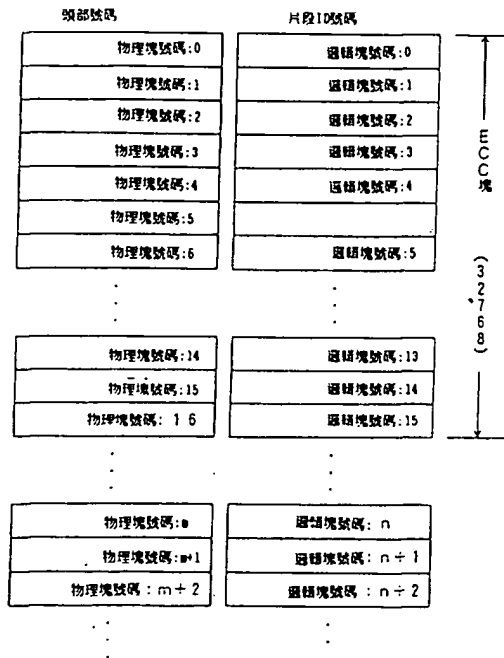 頭部號碼 片段ID號碼
物理塊號碼:0 邏輯塊號碼:0
物理塊號碼:1 邏輯塊號碼:1
物理塊號碼:2 邏輯塊號碼:2
物理塊號碼:3 邏輯塊號碼:3
物理塊號碼:4 邏輯塊號碼:4
物理塊號碼:5
物理塊號碼:6 邏輯塊號碼:5
物理塊號碼:14 邏輯塊號碼:13
物理塊號碼:15 邏輯塊號碼:14
物理塊號碼: 16 邏輯塊號碼:15
物理塊號碼:m 邏輯塊號碼: n
物理塊號碼:m+1 邏輯塊號碼: n+1
物理塊號碼: m+2 邏輯塊號碼: n+2
ECC塊 (32768)